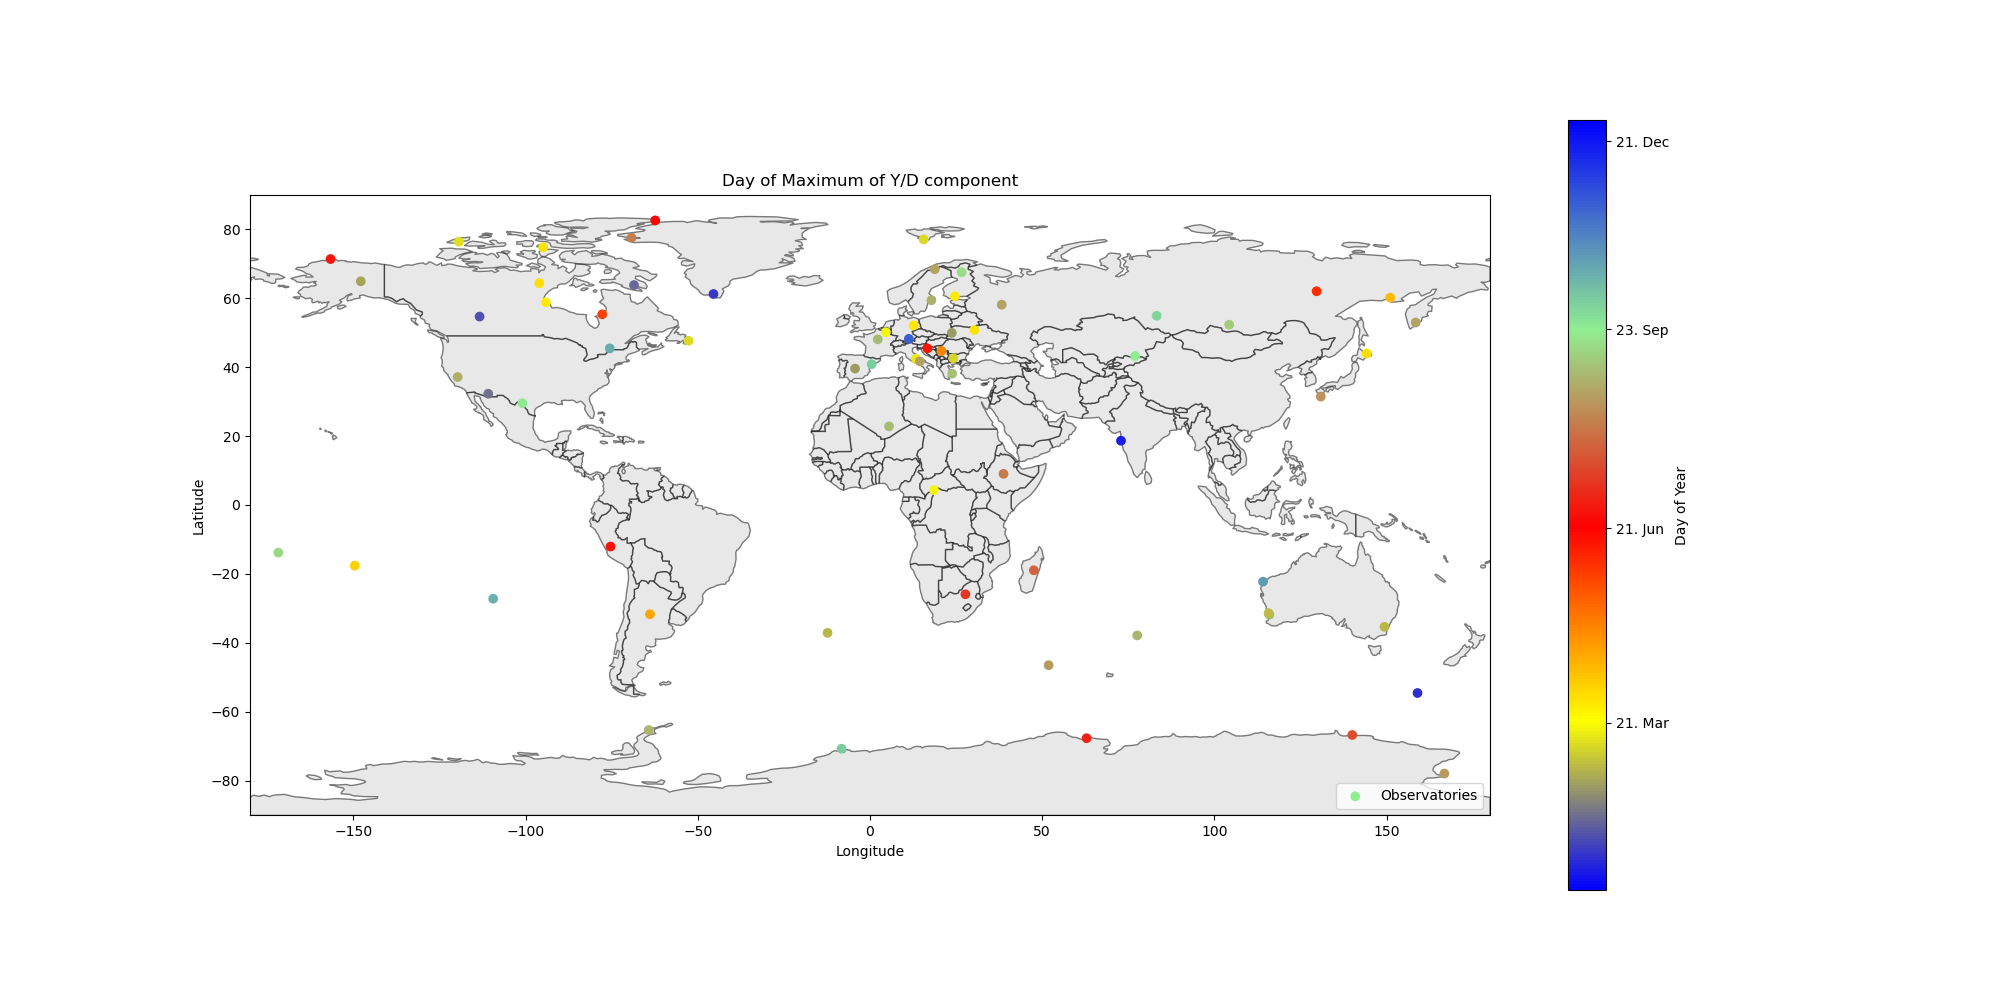 Day of Maximum of Y/D component
80
60
40
20
0
−20
−40
−60
−80
Latitude
−150
−100
−50
0
50
100
150
Longitude
Observatories
21. Dec
23. Sep
21. Jun
21. Mar
Day of Year